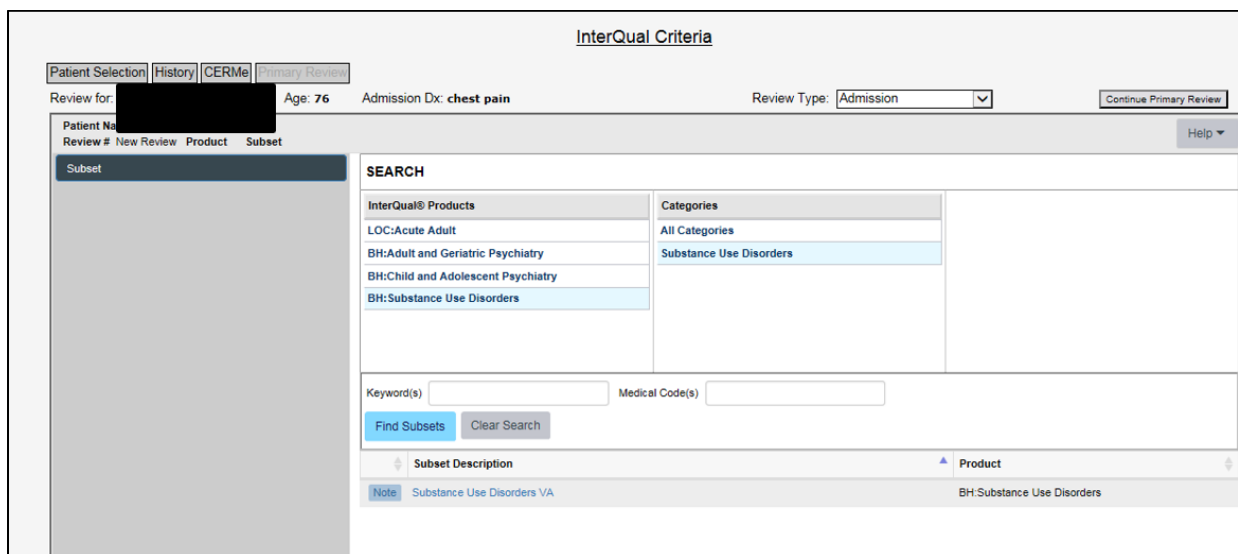 InterQual Criteria
Patient Selection History CERMe Primary Review
Review for: Age: 76 Admission Dx: chest pain Review Type: Admission Continue Primary Review
Patient Na
Review # New Review Product Subset Help
Subset
SEARCH
InterQual® Products Categories
LOC:Acute Adult All Categories
BH:Adult and Geriatric Psychiatry Substance Use Disorders
BH:Child and Adolescent Psychiatry
BH:Substance Use Disorders
Keyword(s) Medical Code(s)
Find Subsets Clear Search
Subset Description Product
Note Substance Use Disorders VA BH:Substance Use Disorders